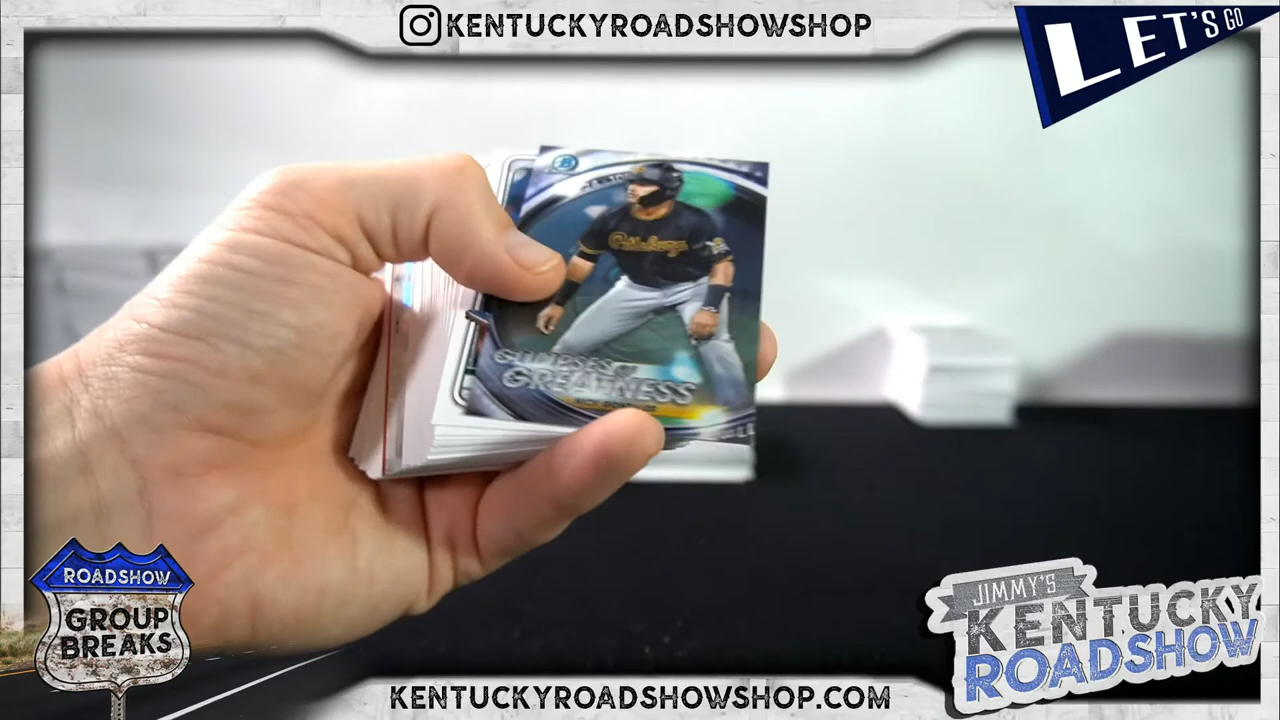 KENTUCKYROADSHOWSHOP
LET'S GO
Pittsburgh
GLIMPSES OF
GREATNESS
ROADSHOW
GROUP
BREAKS
JIMMY'S
KENTUCKY
ROADSHOW
KENTUCKYROADSHOWSHOP.COM